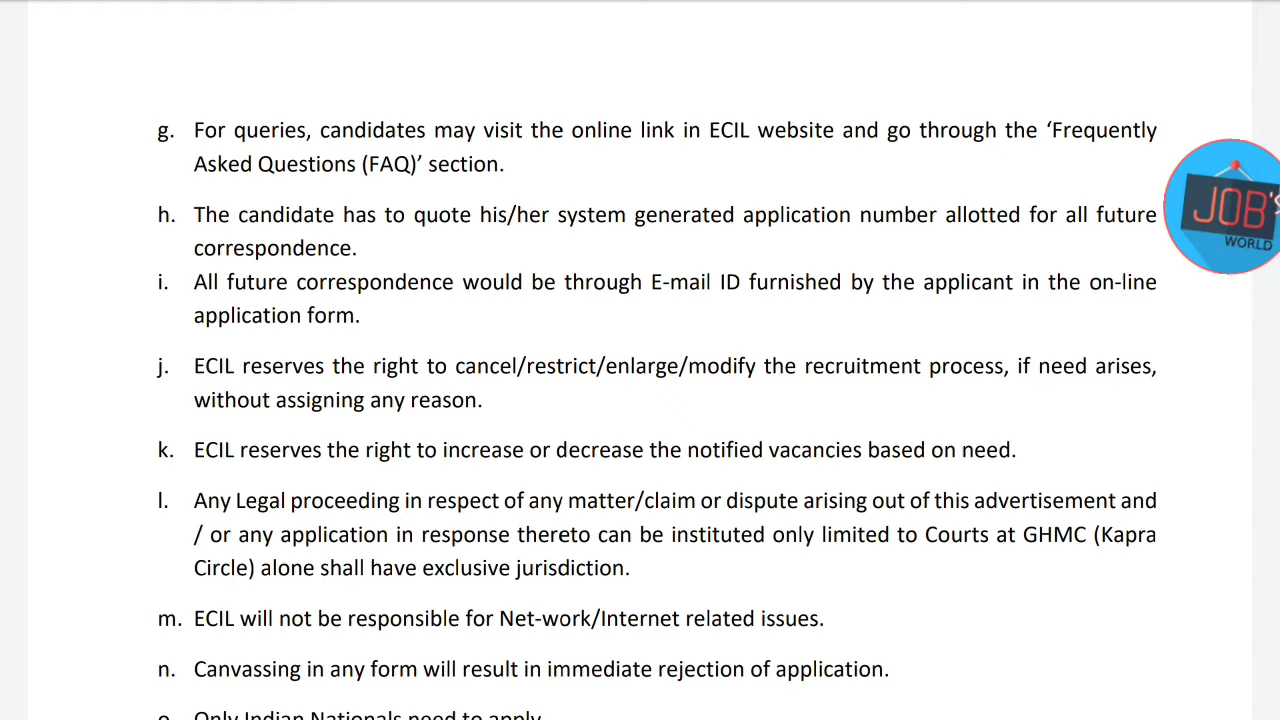 g. For queries, candidates may visit the online link in ECIL website and go through the ‘Frequently
Asked Questions (FAQ)’ section.
h. The candidate has to quote his/her system generated application number allotted for all future
correspondence.
i. All future correspondence would be through E-mail ID furnished by the applicant in the on-line
application form.
j. ECIL reserves the right to cancel/restrict/enlarge/modify the recruitment process, if need arises,
without assigning any reason.
k. ECIL reserves the right to increase or decrease the notified vacancies based on need.
l. Any Legal proceeding in respect of any matter/claim or dispute arising out of this advertisement and
/ or any application in response thereto can be instituted only limited to Courts at GHMC (Kapra
Circle) alone shall have exclusive jurisdiction.
m. ECIL will not be responsible for Net-work/Internet related issues.
n. Canvassing in any form will result in immediate rejection of application.
o. Only Indian Nationals need to apply.
JOB's
WORLD